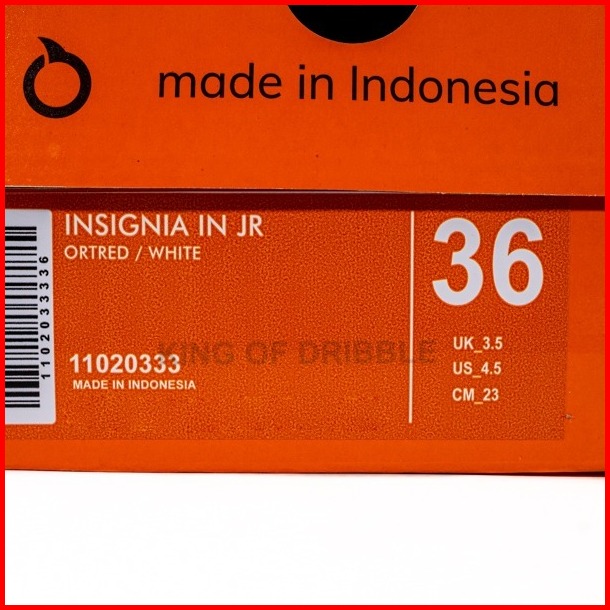 made in Indonesia
INSIGNIA IN JR
ORTRED / WHITE
36
UK_3.5
US_4.5
CM_23
KING OF DRIBBLE
11020333
MADE IN INDONESIA
1102033336